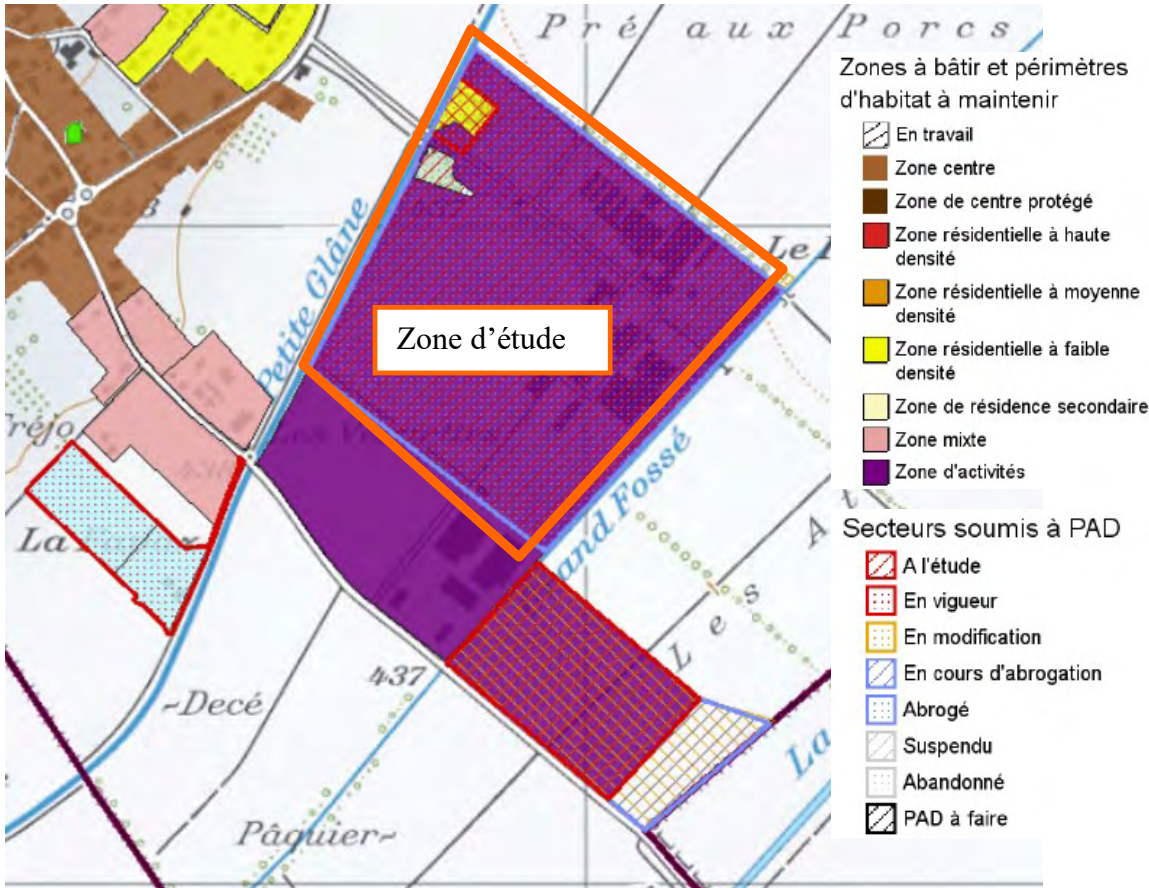 Pré aux Porcs
Petite Glâne
Zone d'étude
and Fossé
Les
437
~Decé
Pâquier~
La
Zones à bâtir et périmètres
d'habitat à maintenir
En travail
Zone centre
Zone de centre protégé
Zone résidentielle à haute
densité
Zone résidentielle à moyenne
densité
Zone résidentielle à faible
densité
Zone de résidence secondaire
Zone mixte
Zone d'activités
Secteurs soumis à PAD
A l'étude
En vigueur
En modification
En cours d'abrogation
Abrogé
Suspendu
Abandonné
PAD à faire